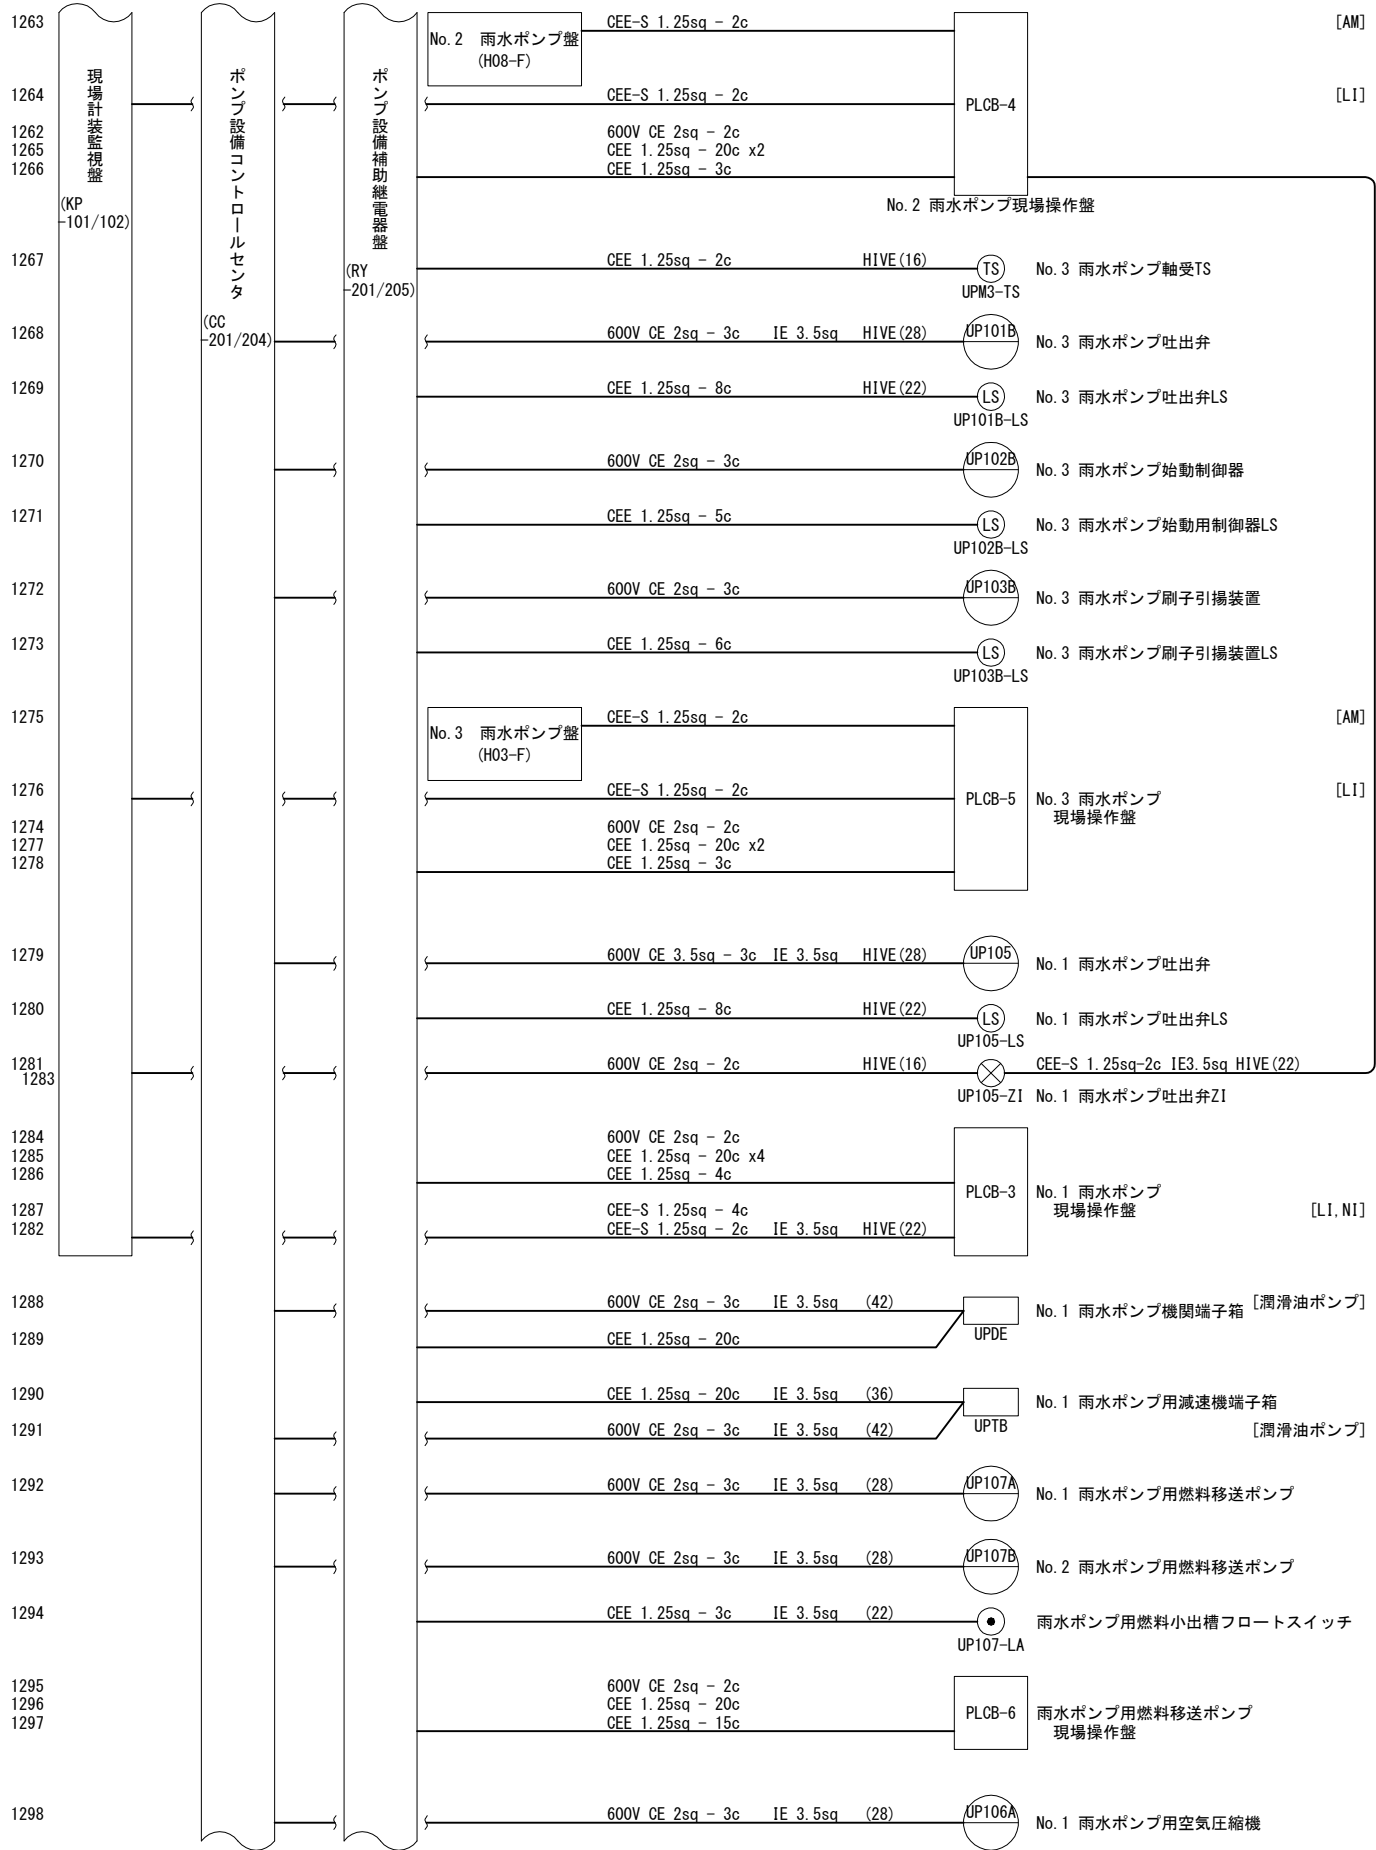 1263 No.2 雨水ポンプ盤 CEE-S 1.25sq - 2c [AM]
(H08-F)
現場計装監視盤
(KP
-101/102)
ポンプ設備コントロールセンタ
(CC
-201/204)
ポンプ設備補助継電器盤
(RY
-201/205)
1264 CEE-S 1.25sq - 2c PLCB-4 [LI]
1262 600V CE 2sq - 2c
1265 CEE 1.25sq - 20c x2
1266 CEE 1.25sq - 3c
No.2 雨水ポンプ現場操作盤
1267 CEE 1.25sq - 2c HIVE(16) TS No.3 雨水ポンプ軸受TS
UPM3-TS
1268 600V CE 2sq - 3c IE 3.5sq HIVE(28) UP101B No.3 雨水ポンプ吐出弁
1269 CEE 1.25sq - 8c HIVE(22) LS No.3 雨水ポンプ吐出弁LS
UP101B-LS
1270 600V CE 2sq - 3c UP102B No.3 雨水ポンプ始動制御器
1271 CEE 1.25sq - 5c LS No.3 雨水ポンプ始動用制御器LS
UP102B-LS
1272 600V CE 2sq - 3c UP103B No.3 雨水ポンプ刷子引揚装置
1273 CEE 1.25sq - 6c LS No.3 雨水ポンプ刷子引揚装置LS
UP103B-LS
1275 No.3 雨水ポンプ盤 CEE-S 1.25sq - 2c [AM]
(H03-F)
1276 CEE-S 1.25sq - 2c PLCB-5 No.3 雨水ポンプ [LI]
現場操作盤
1274 600V CE 2sq - 2c
1277 CEE 1.25sq - 20c x2
1278 CEE 1.25sq - 3c
1279 600V CE 3.5sq - 3c IE 3.5sq HIVE(28) UP105 No.1 雨水ポンプ吐出弁
1280 CEE 1.25sq - 8c HIVE(22) LS No.1 雨水ポンプ吐出弁LS
UP105-LS
1281 600V CE 2sq - 2c HIVE(16) CEE-S 1.25sq-2c IE3.5sq HIVE(22)
1283
UP105-ZI No.1 雨水ポンプ吐出弁ZI
1284 600V CE 2sq - 2c
1285 CEE 1.25sq - 20c x4
1286 CEE 1.25sq - 4c
PLCB-3 No.1 雨水ポンプ
1287 CEE-S 1.25sq - 4c 現場操作盤 [LI,NI]
1282 CEE-S 1.25sq - 2c IE 3.5sq HIVE(22)
1288 600V CE 2sq - 3c IE 3.5sq (42) No.1 雨水ポンプ機関端子箱 [潤滑油ポンプ]
UPDE
1289 CEE 1.25sq - 20c
1290 CEE 1.25sq - 20c IE 3.5sq (36) No.1 雨水ポンプ用減速機端子箱
UPTB
1291 600V CE 2sq - 3c IE 3.5sq (42) [潤滑油ポンプ]
1292 600V CE 2sq - 3c IE 3.5sq (28) UP107A No.1 雨水ポンプ用燃料移送ポンプ
1293 600V CE 2sq - 3c IE 3.5sq (28) UP107B No.2 雨水ポンプ用燃料移送ポンプ
1294 CEE 1.25sq - 3c IE 3.5sq (22) 雨水ポンプ用燃料小出槽フロートスイッチ
UP107-LA
1295 600V CE 2sq - 2c
1296 CEE 1.25sq - 20c PLCB-6 雨水ポンプ用燃料移送ポンプ
1297 CEE 1.25sq - 15c 現場操作盤
1298 600V CE 2sq - 3c IE 3.5sq (28) UP106A No.1 雨水ポンプ用空気圧縮機